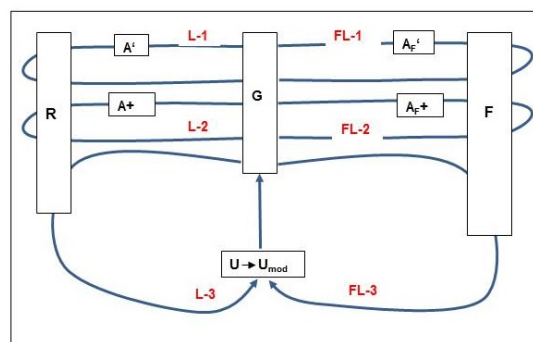 L-1 FL-1
A‘ A_F‘
R G F
A+ A_F+
L-2 FL-2
U→U_mod
L-3 FL-3